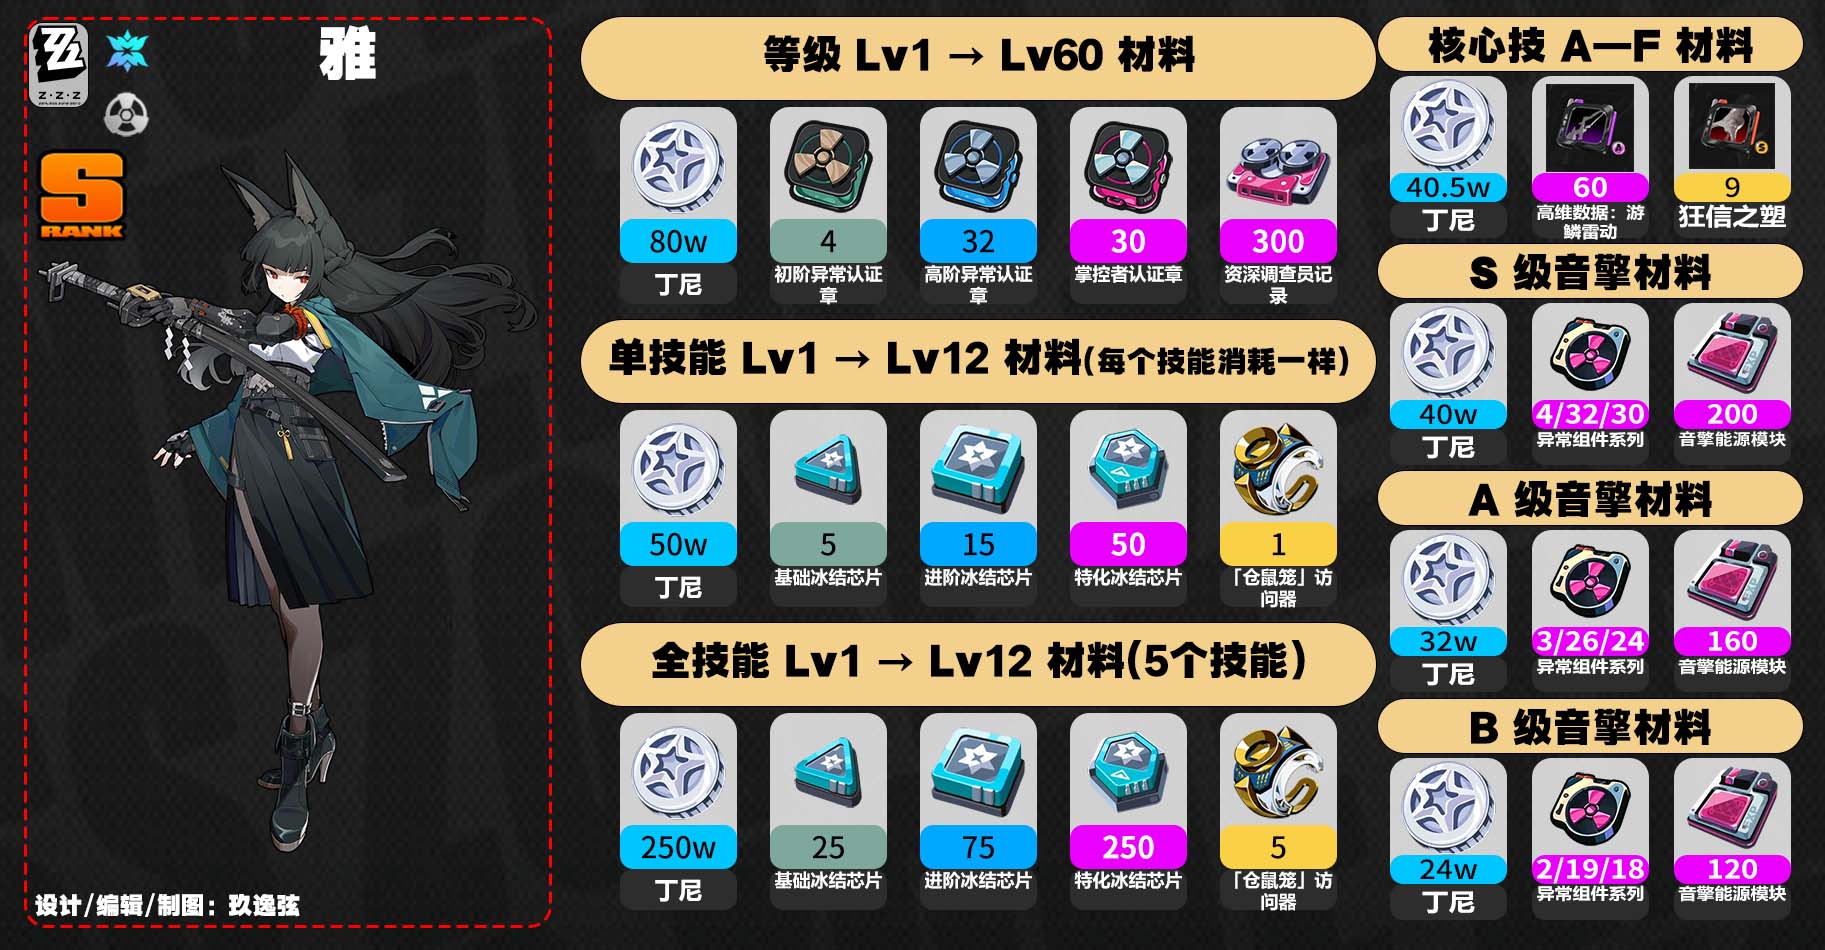 Z·Z·Z
雅
S
RANK
设计/编辑/制图：玖逸弦
等级 Lv1 → Lv60 材料
80w
丁尼
4
初阶异常认证
章
32
高阶异常认证
章
30
掌控者认证章
300
资深调查员记
录
单技能 Lv1 → Lv12 材料(每个技能消耗一样)
50w
丁尼
5
基础冰结芯片
15
进阶冰结芯片
50
特化冰结芯片
1
「仓鼠笼」访
问器
全技能 Lv1 → Lv12 材料(5个技能)
250w
丁尼
25
基础冰结芯片
75
进阶冰结芯片
250
特化冰结芯片
5
「仓鼠笼」访
问器
核心技 A—F 材料
40.5w
丁尼
60
高维数据：游
鳞雷动
9
狂信之塑
S 级音擎材料
40w
丁尼
4/32/30
异常组件系列
200
音擎能源模块
A 级音擎材料
32w
丁尼
3/26/24
异常组件系列
160
音擎能源模块
B 级音擎材料
24w
丁尼
2/19/18
异常组件系列
120
音擎能源模块